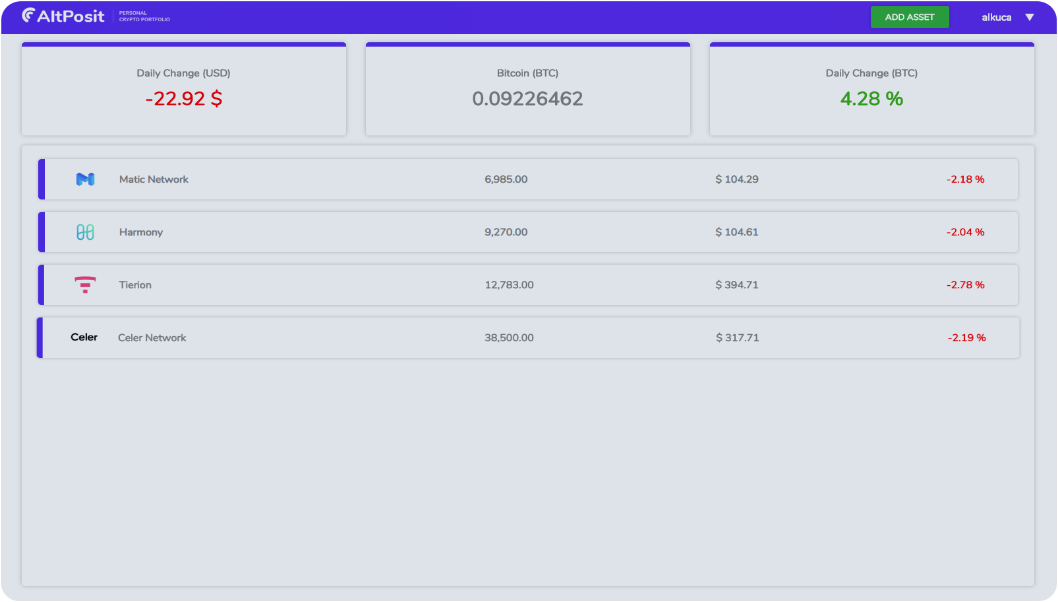 AltPosit
PERSONAL
CRYPTO PORTFOLIO
ADD ASSET
alkuca ▼
Daily Change (USD)
-22.92 $
Bitcoin (BTC)
0.09226462
Daily Change (BTC)
4.28 %
Matic Network 6,985.00 $ 104.29 -2.18 %
Harmony 9,270.00 $ 104.61 -2.04 %
Tierion 12,783.00 $ 394.71 -2.78 %
Celer Celer Network 38,500.00 $ 317.71 -2.19 %